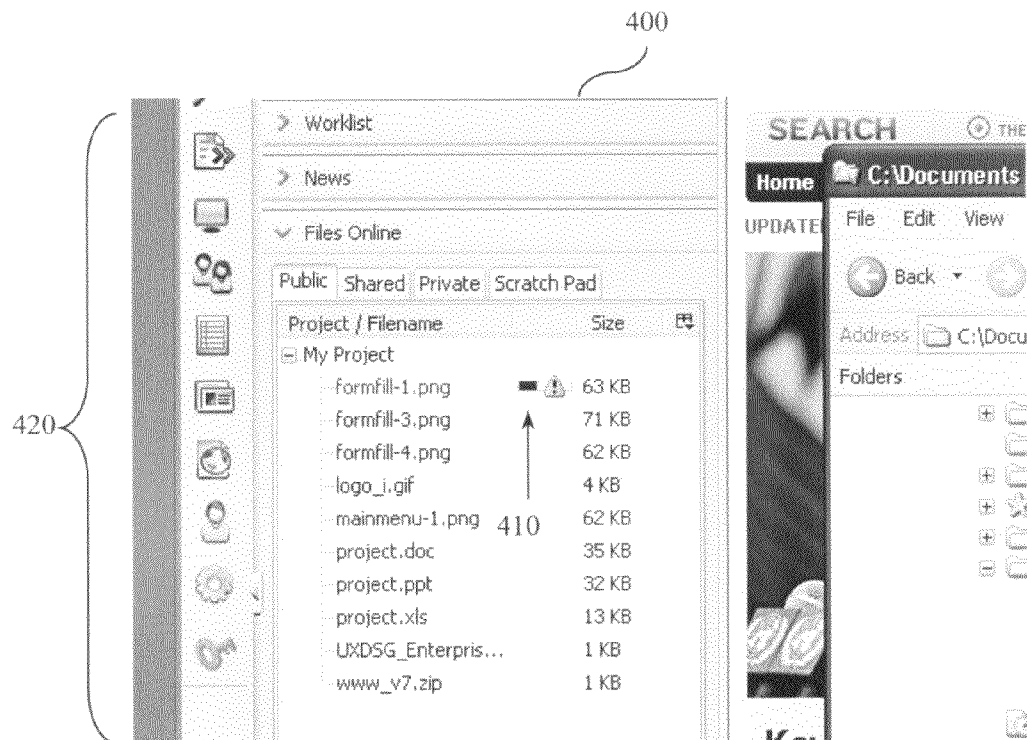 400
420
410
Worklist
News
Files Online
Public Shared Private Scratch Pad
Project / Filename Size
My Project
formfill-1.png 63 KB
formfill-3.png 71 KB
formfill-4.png 62 KB
logo_i.gif 4 KB
mainmenu-1.png 62 KB
project.doc 35 KB
project.ppt 32 KB
project.xls 13 KB
UXDSG_Enterpris... 1 KB
www_v7.zip 1 KB
SEARCH THE
Home
C:\Documents
File Edit View
Back
Address C:\Docu
Folders